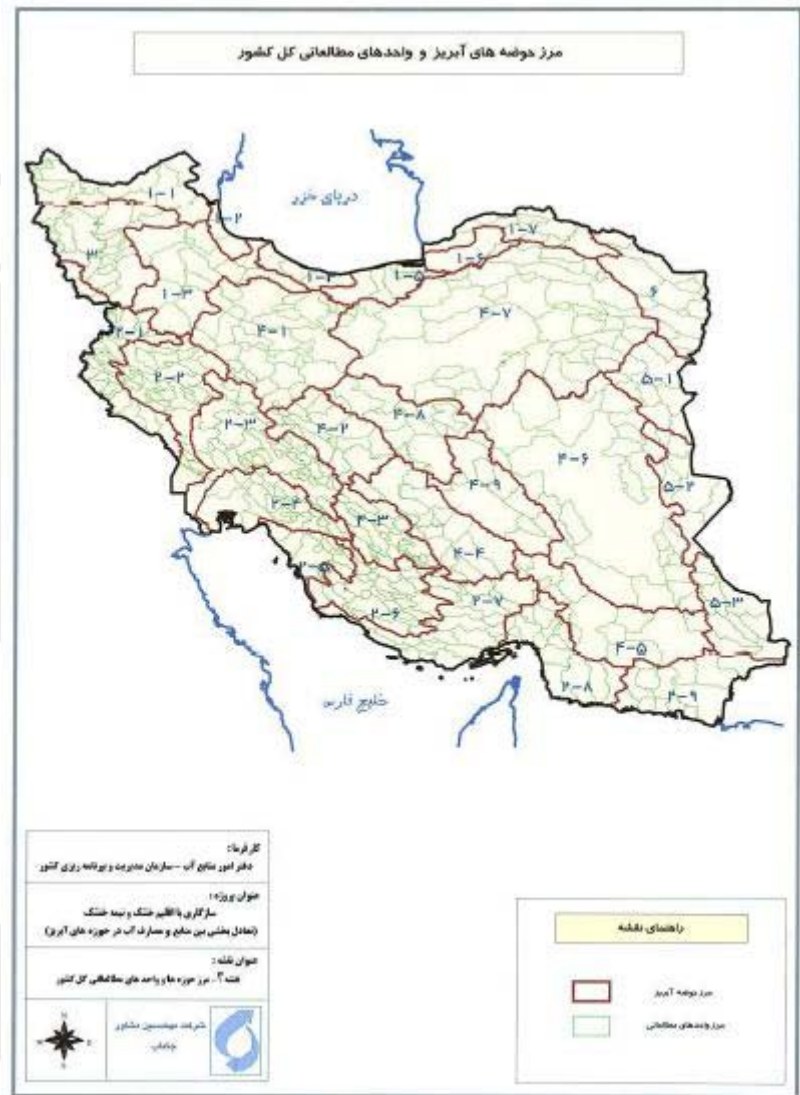 مرز حوضه های آبریز و واحدهای مطالعاتی کل کشور
دریای خزر
۱-۱
۱-۲
۱-۷
۱-۶
۱-۴
۱-۵
۳
۱-۳
۶
۴-۷
۴-۱
۲-۱
۵-۱
۲-۲
۴-۸
۲-۳
۴-۲
۴-۶
۴-۹
۵-۲
۲-۴
۴-۳
۴-۴
۲-۵
۲-۷
۵-۳
۲-۶
۴-۵
۲-۸
۲-۹
خلیج فارس
کارفرما:
دفتر امور منابع آب - سازمان مدیریت و برنامه ریزی کشور
عنوان پروژه:
سازگاری با اقلیم خشک و نیمه خشک
(تعادل بخشی بین منابع و مصارف آب در حوزه های آبریز)
عنوان نقشه:
نقشه ۲- مرز حوزه ها و واحد های مطالعاتی کل کشور
شرکت مهندسین مشاور
جاماب
N
W E
S
راهنمای نقشه
مرز حوضه آبریز
مرز واحدهای مطالعاتی